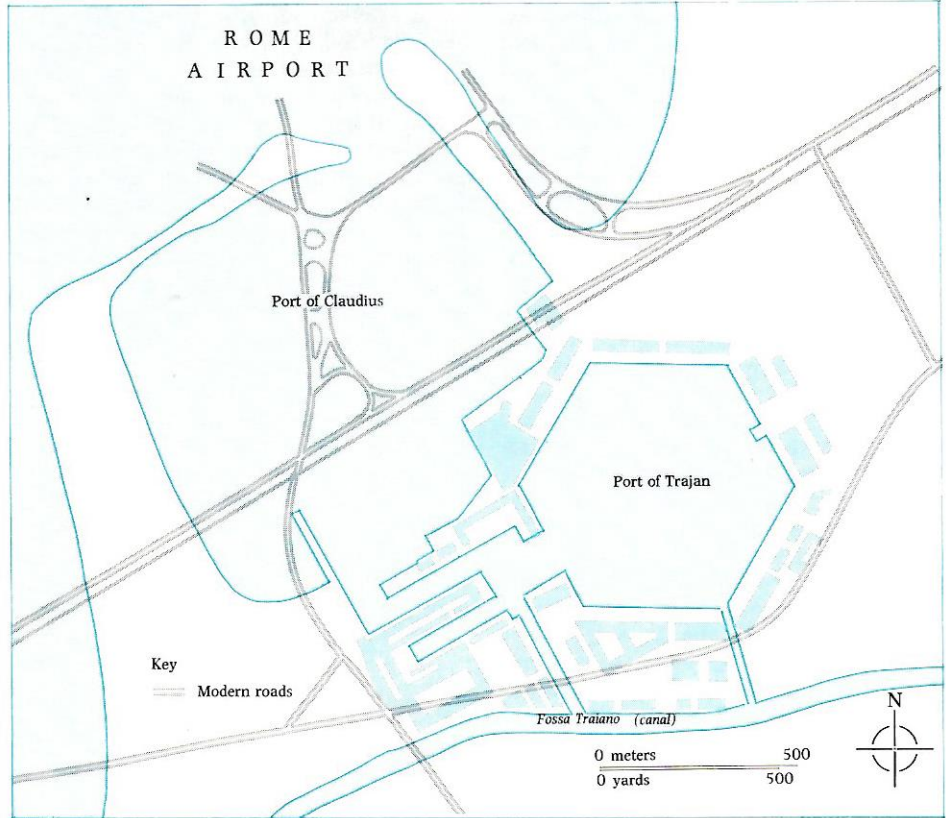 ROME
AIRPORT
Port of Claudius
Port of Trajan
Key
Modern roads
Fossa Traiano (canal)
N
0 meters 500
0 yards 500